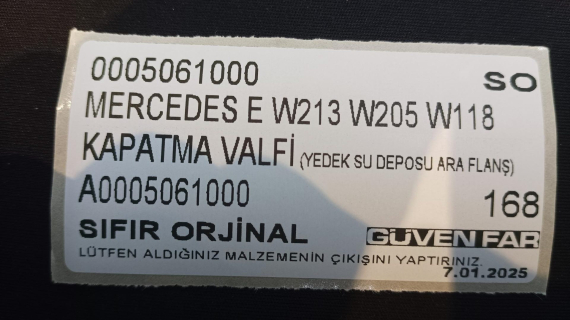 0005061000 SO
MERCEDES E W213 W205 W118
KAPATMA VALFİ (YEDEK SU DEPOSU ARA FLANŞ)
A0005061000 168
SIFIR ORJİNAL GÜVEN FAR
LÜTFEN ALDIĞINIZ MALZEMENİN ÇIKIŞINI YAPTIRINIZ.
7.01.2025